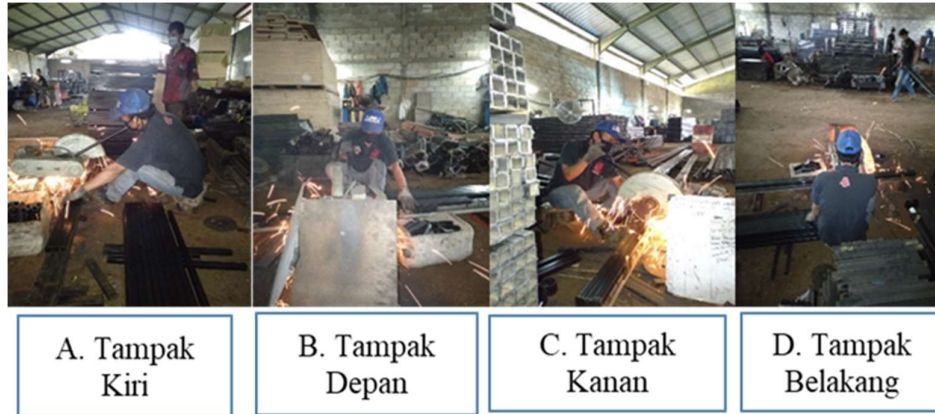 A. Tampak
Kiri
B. Tampak
Depan
C. Tampak
Kanan
D. Tampak
Belakang